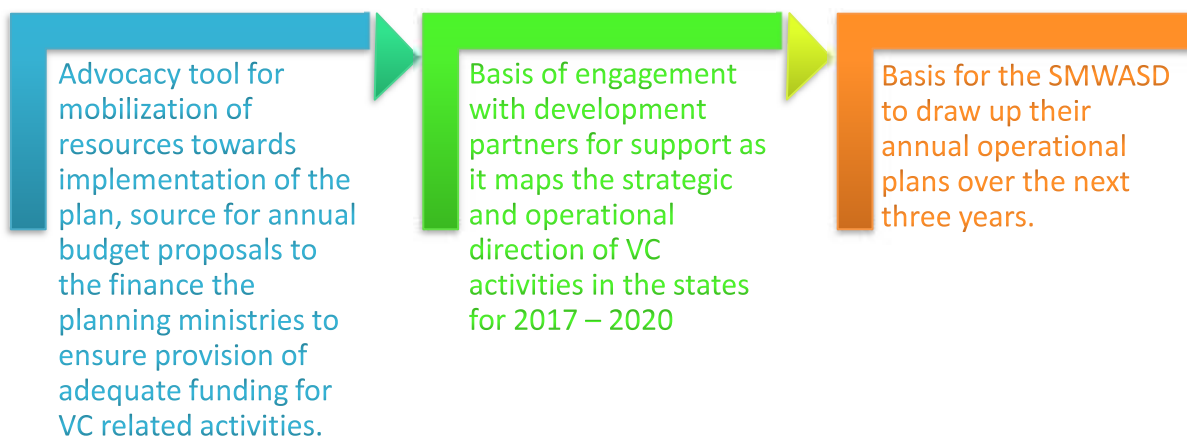 Advocacy tool for
mobilization of
resources towards
implementation of the
plan, source for annual
budget proposals to
the finance the
planning ministries to
ensure provision of
adequate funding for
VC related activities.
Basis of engagement
with development
partners for support as
it maps the strategic
and operational
direction of VC
activities in the states
for 2017 – 2020
Basis for the SMWASD
to draw up their
annual operational
plans over the next
three years.